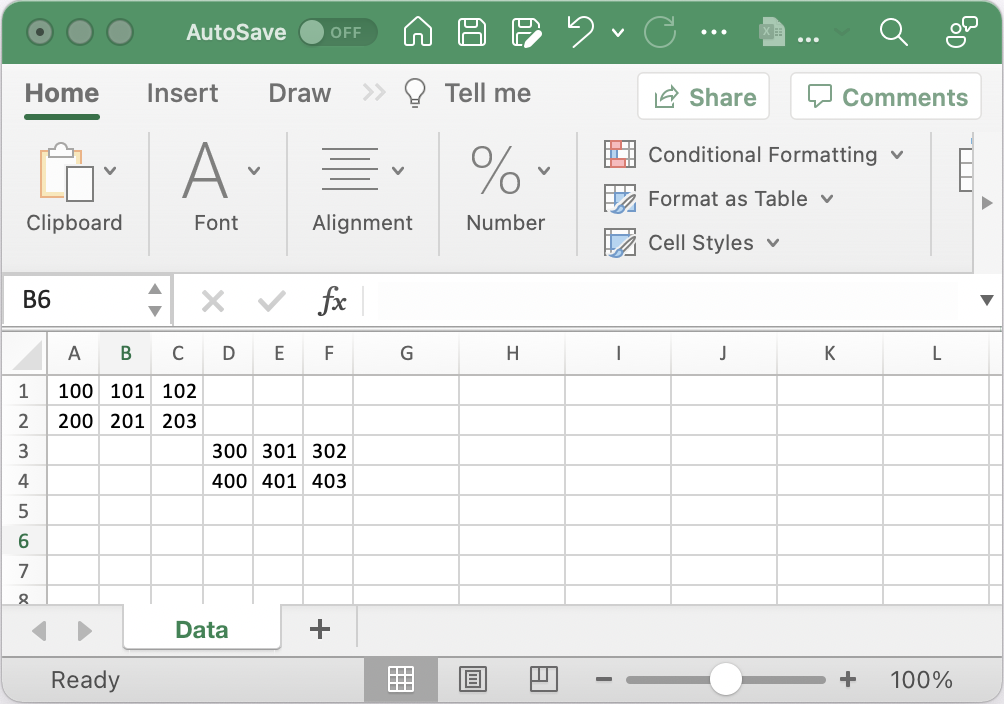 AutoSave OFF ... ...
Home Insert Draw >> Tell me Share Comments
Clipboard Font Alignment Number
Conditional Formatting
Format as Table
Cell Styles
B6 fx
A B C D E F G H I J K L
1 100 101 102
2 200 201 203
3 300 301 302
4 400 401 403
5
6
7
8
Data +
Ready 100%